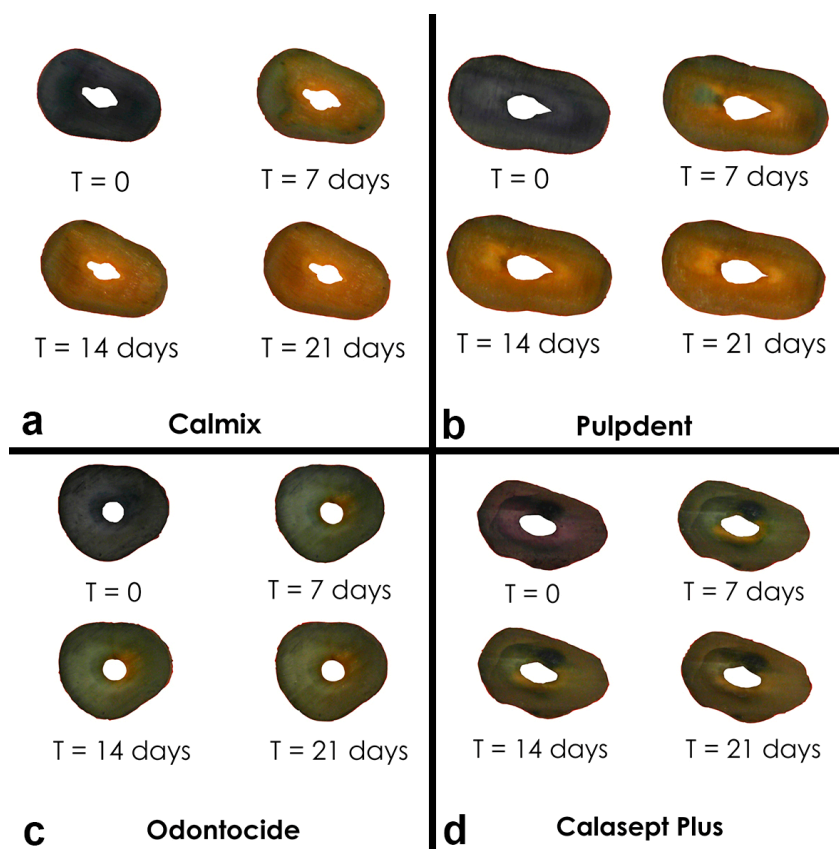 T = 0
T = 7 days
T = 14 days
T = 21 days
a
Calmix
T = 0
T = 7 days
T = 14 days
T = 21 days
b
Pulpdent
T = 0
T = 7 days
T = 14 days
T = 21 days
c
Odontocide
T = 0
T = 7 days
T = 14 days
T = 21 days
d
Calasept Plus